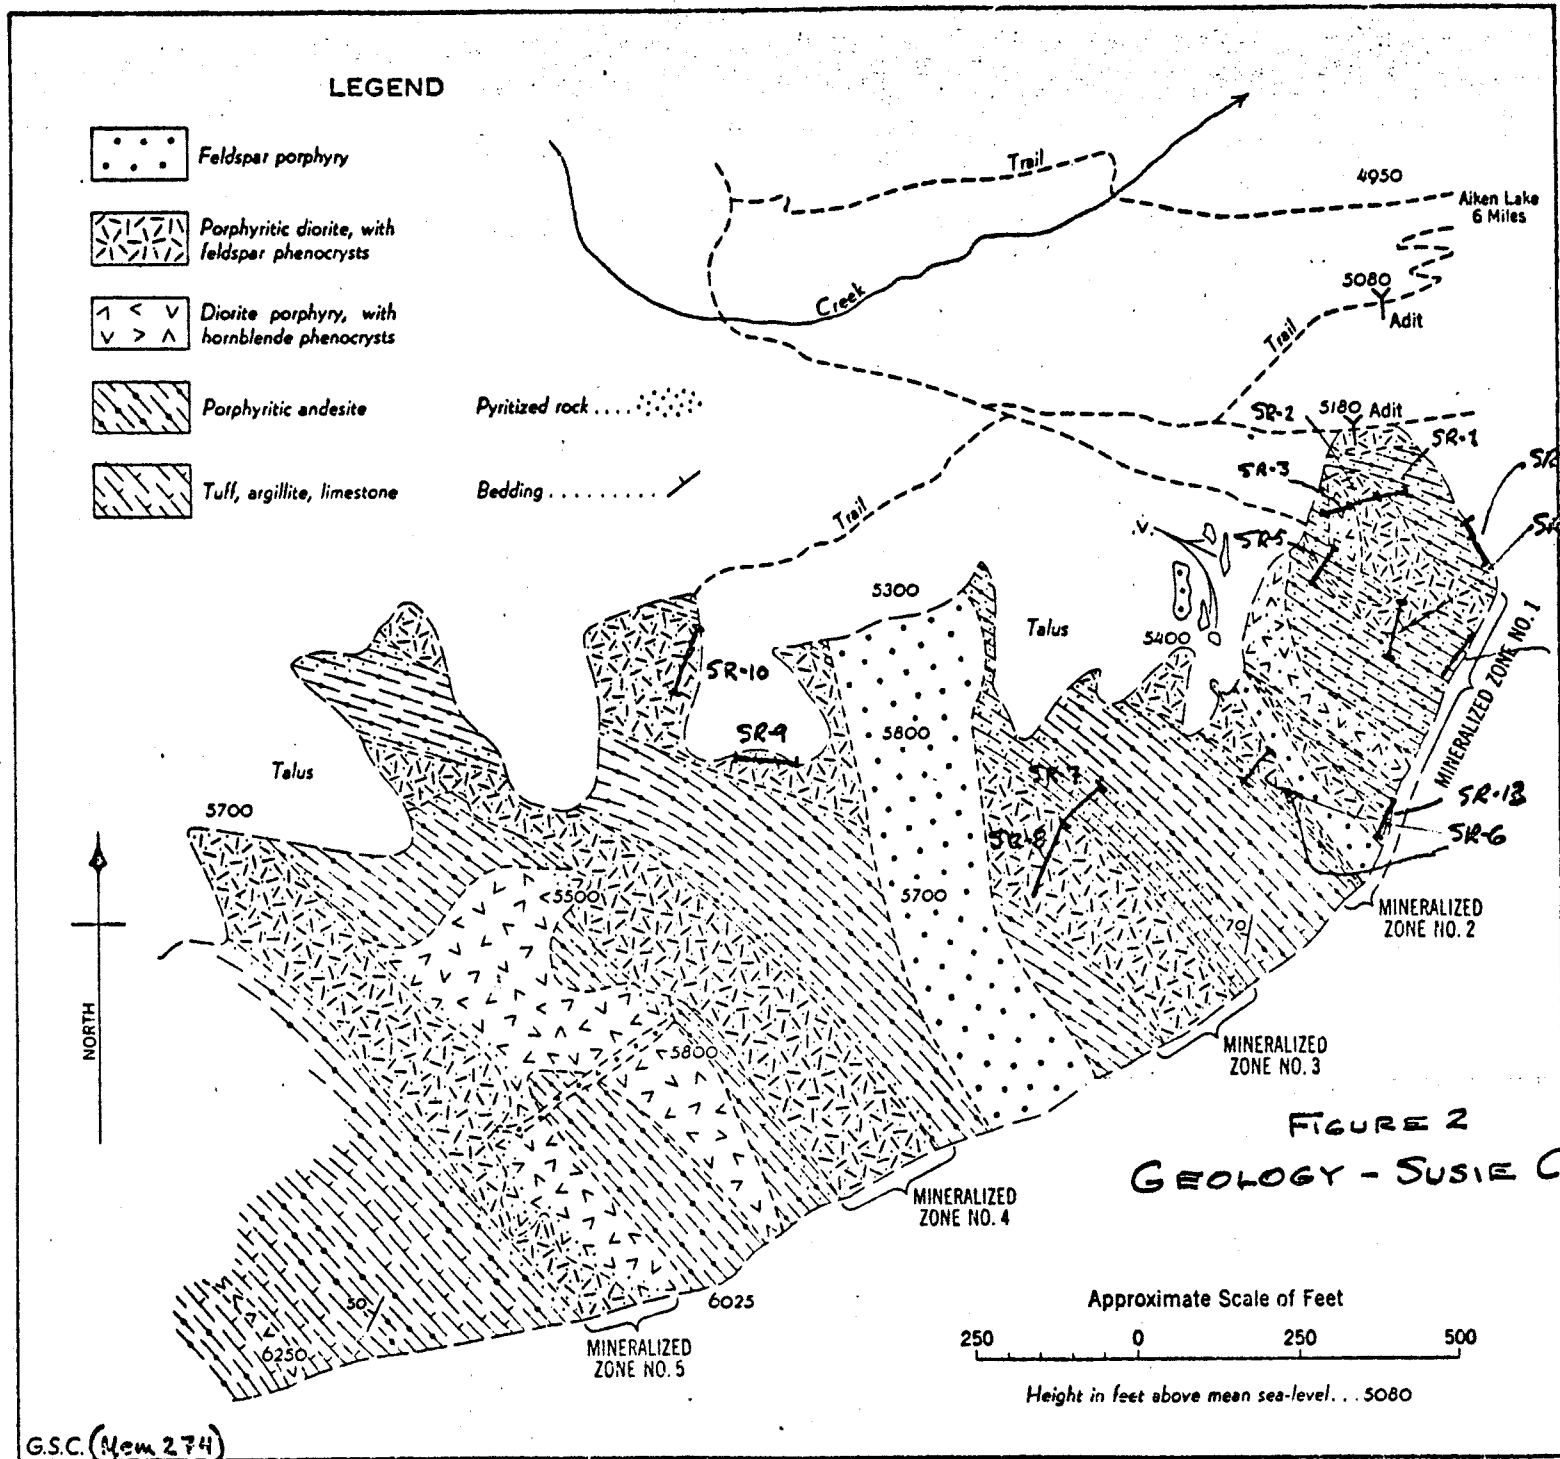 LEGEND
Feldspar porphyry
Porphyritic diorite, with
feldspar phenocrysts
Diorite porphyry, with
hornblende phenocrysts
Porphyritic andesite
Pyritized rock....
Tuff, argillite, limestone
Bedding.........
Trail
4950
Aiken Lake
6 Miles
Creek
5080
Adit
Trail
SR-2
5180 Adit
SR-1
SR-3
SR
SR-5
SR
Trail
.V.
5300
Talus
5400
MINERALIZED ZONE NO. 1
SR-10
SR-9
5800
SR-7
Talus
5700
SR-8
SR-13
SR-6
<5500
5700
MINERALIZED
ZONE NO. 2
70
NORTH
5800
MINERALIZED
ZONE NO. 3
FIGURE 2
GEOLOGY - SUSIE C
MINERALIZED
ZONE NO. 4
50
6250
6025
MINERALIZED
ZONE NO. 5
Approximate Scale of Feet
250 0 250 500
Height in feet above mean sea-level...5080
G.S.C. (Mem 274)